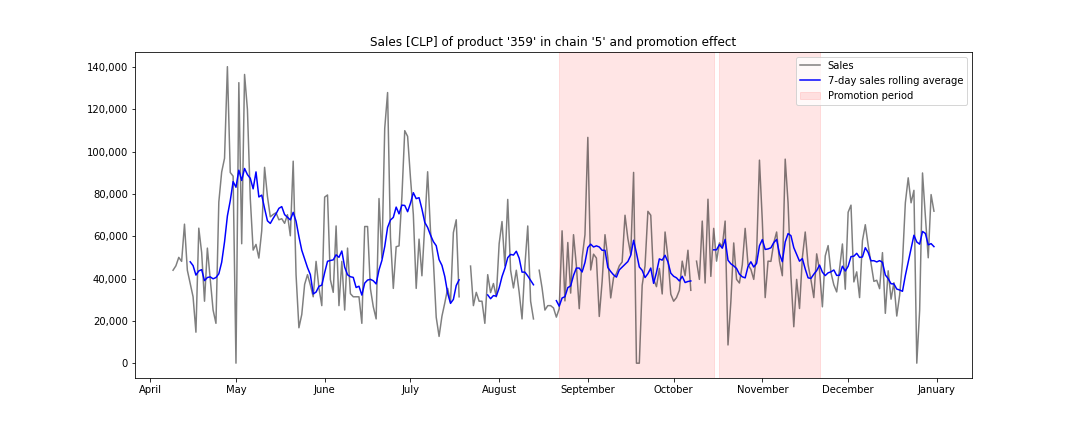 Sales [CLP] of product '359' in chain '5' and promotion effect
140,000
120,000
100,000
80,000
60,000
40,000
20,000
0
Sales
7-day sales rolling average
Promotion period
April May June July August September October November December January